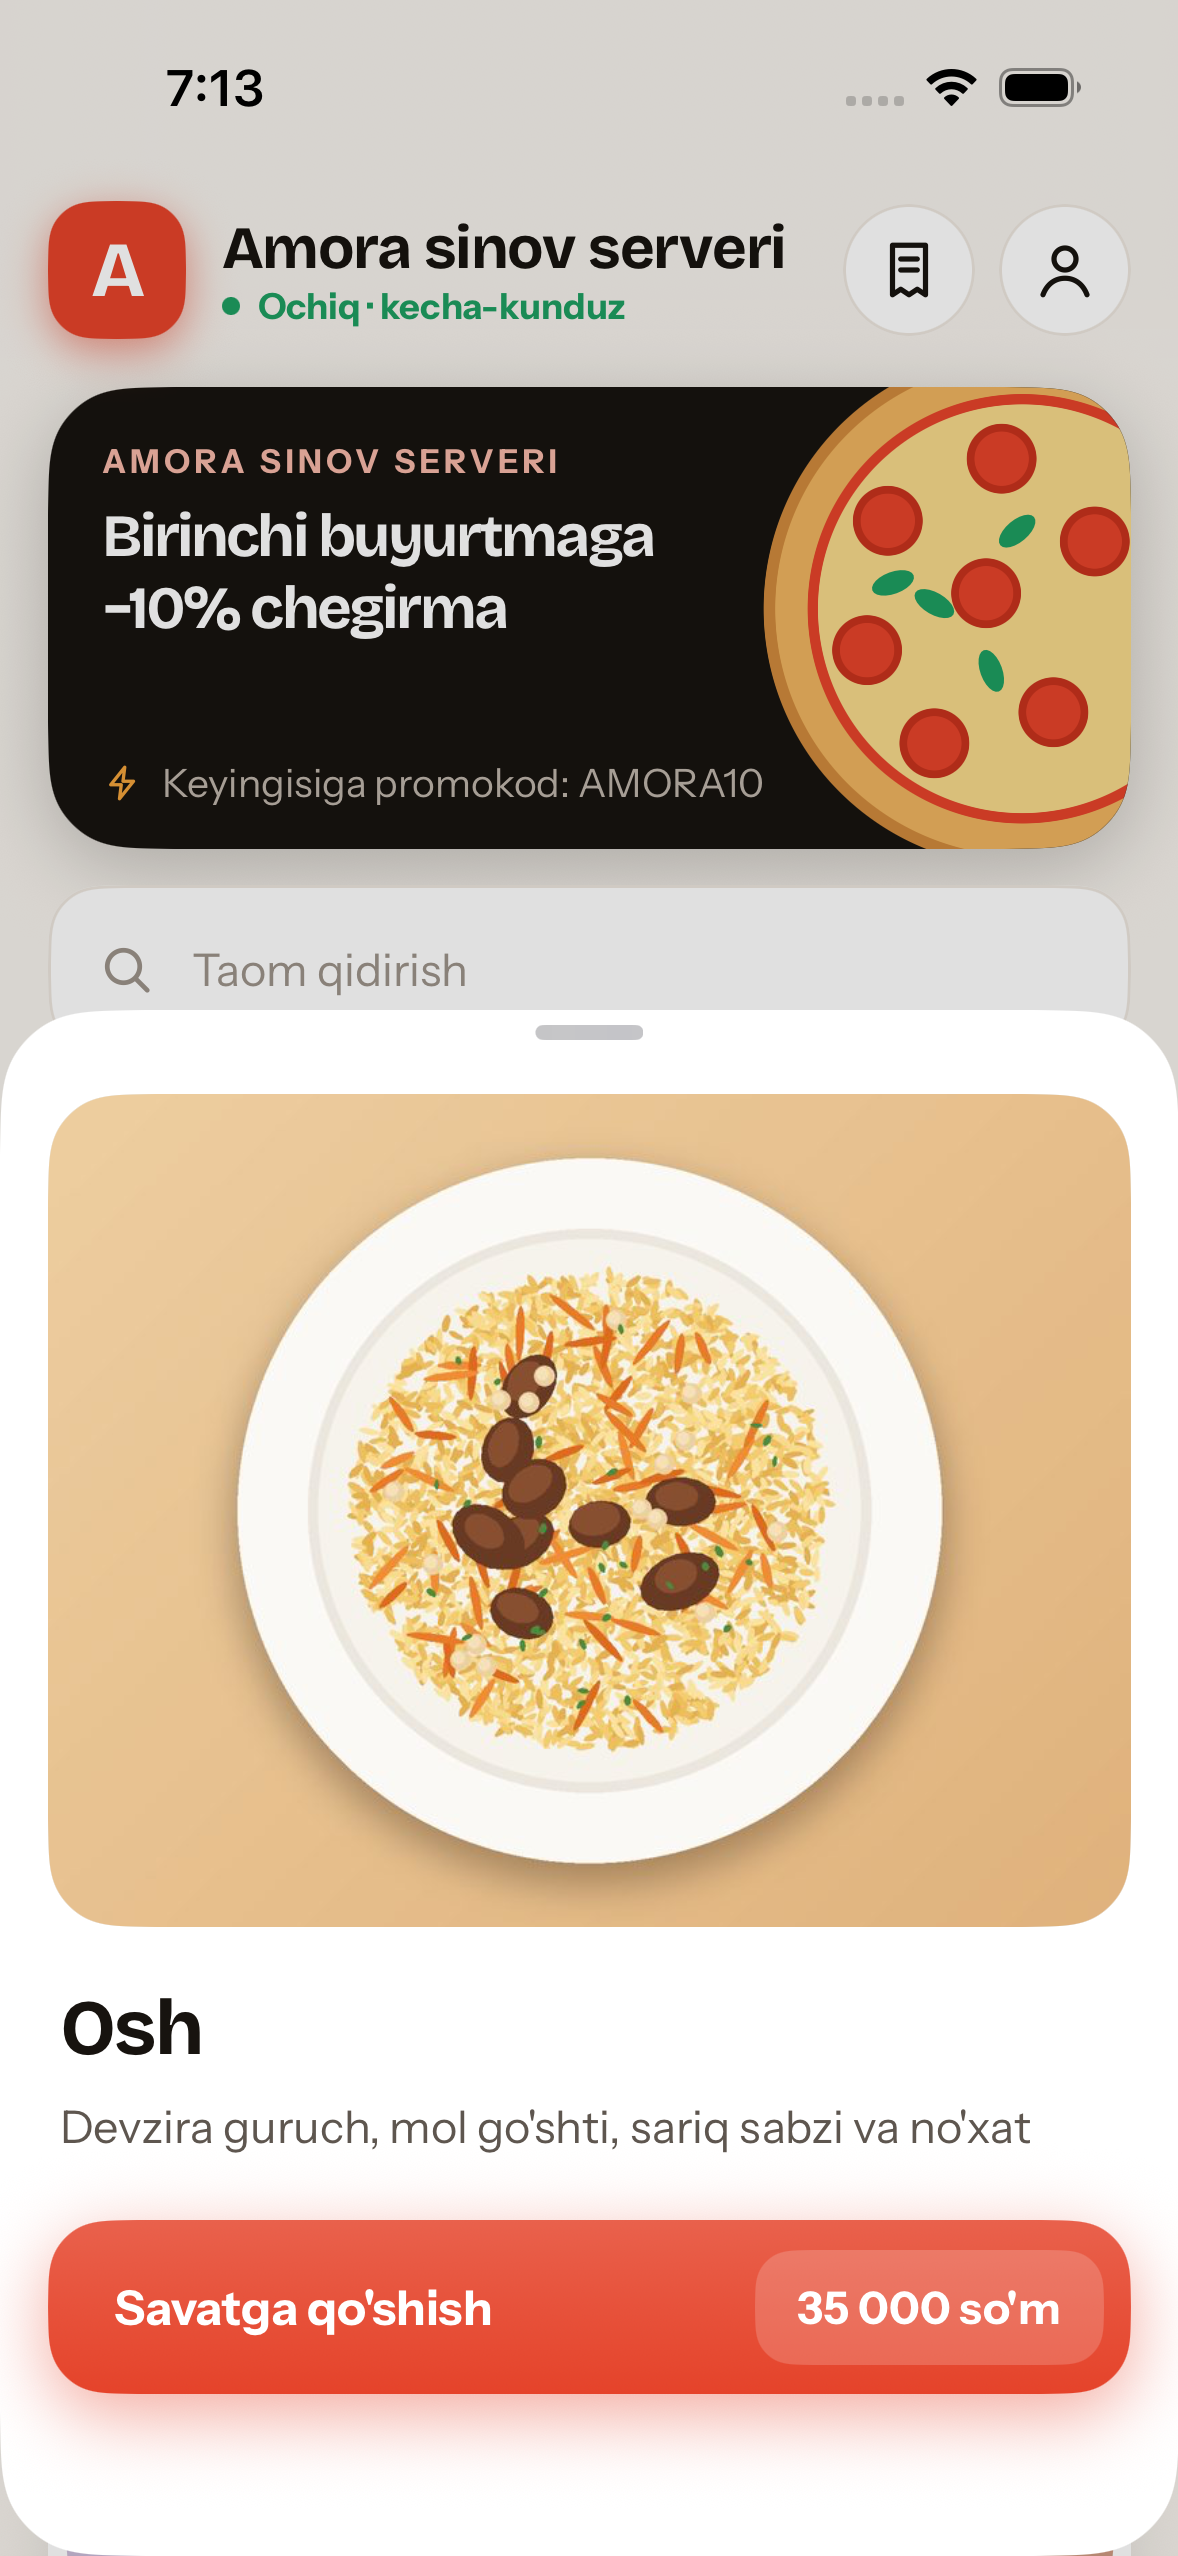 7:13
A
Amora sinov serveri
Ochiq · kecha-kunduz
AMORA SINOV SERVERI
Birinchi buyurtmaga
−10% chegirma
Keyingisiga promokod: AMORA10
Taom qidirish
Osh
Devzira guruch, mol go'shti, sariq sabzi va no'xat
Savatga qo'shish
35 000 so'm